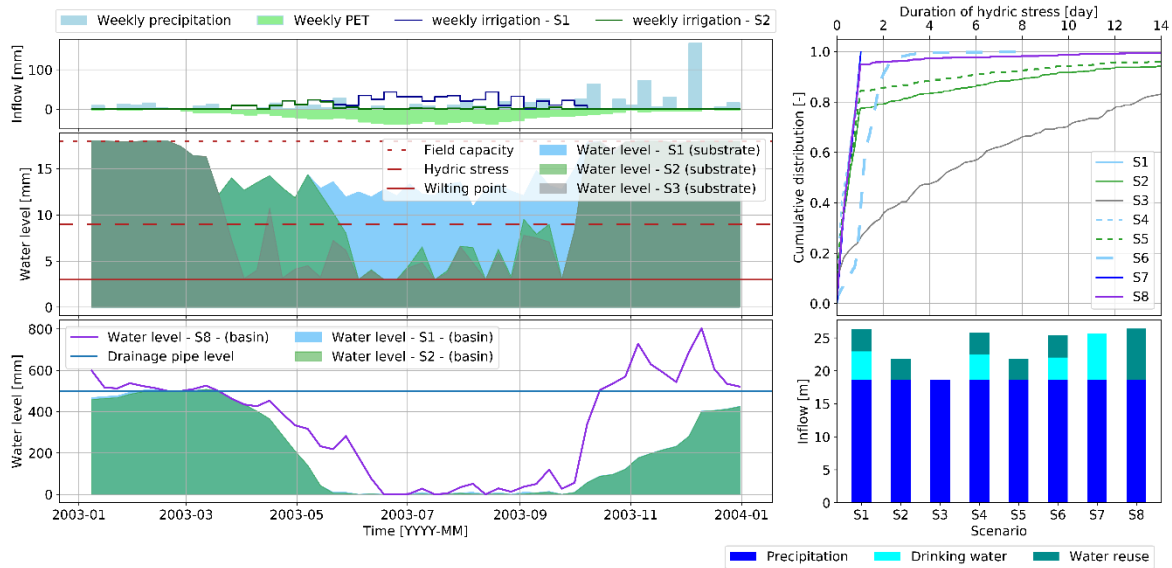 Weekly precipitation
Weekly PET
weekly irrigation - S1
weekly irrigation - S2
Inflow [mm]
100
0
Water level [mm]
15
10
5
0
Field capacity
Hydric stress
Wilting point
Water level - S1 (substrate)
Water level - S2 (substrate)
Water level - S3 (substrate)
Water level [mm]
800
600
400
200
0
Water level - S8 - (basin)
Drainage pipe level
Water level - S1 - (basin)
Water level - S2 - (basin)
2003-01 2003-03 2003-05 2003-07 2003-09 2003-11 2004-01
Time [YYYY-MM]
Duration of hydric stress [day]
0 2 4 6 8 10 12 14
Cumulative distribution [-]
1.0
0.8
0.6
0.4
0.2
0.0
S1
S2
S3
S4
S5
S6
S7
S8
Inflow [m]
25
20
15
10
5
0
S1 S2 S3 S4 S5 S6 S7 S8
Scenario
Precipitation
Drinking water
Water reuse